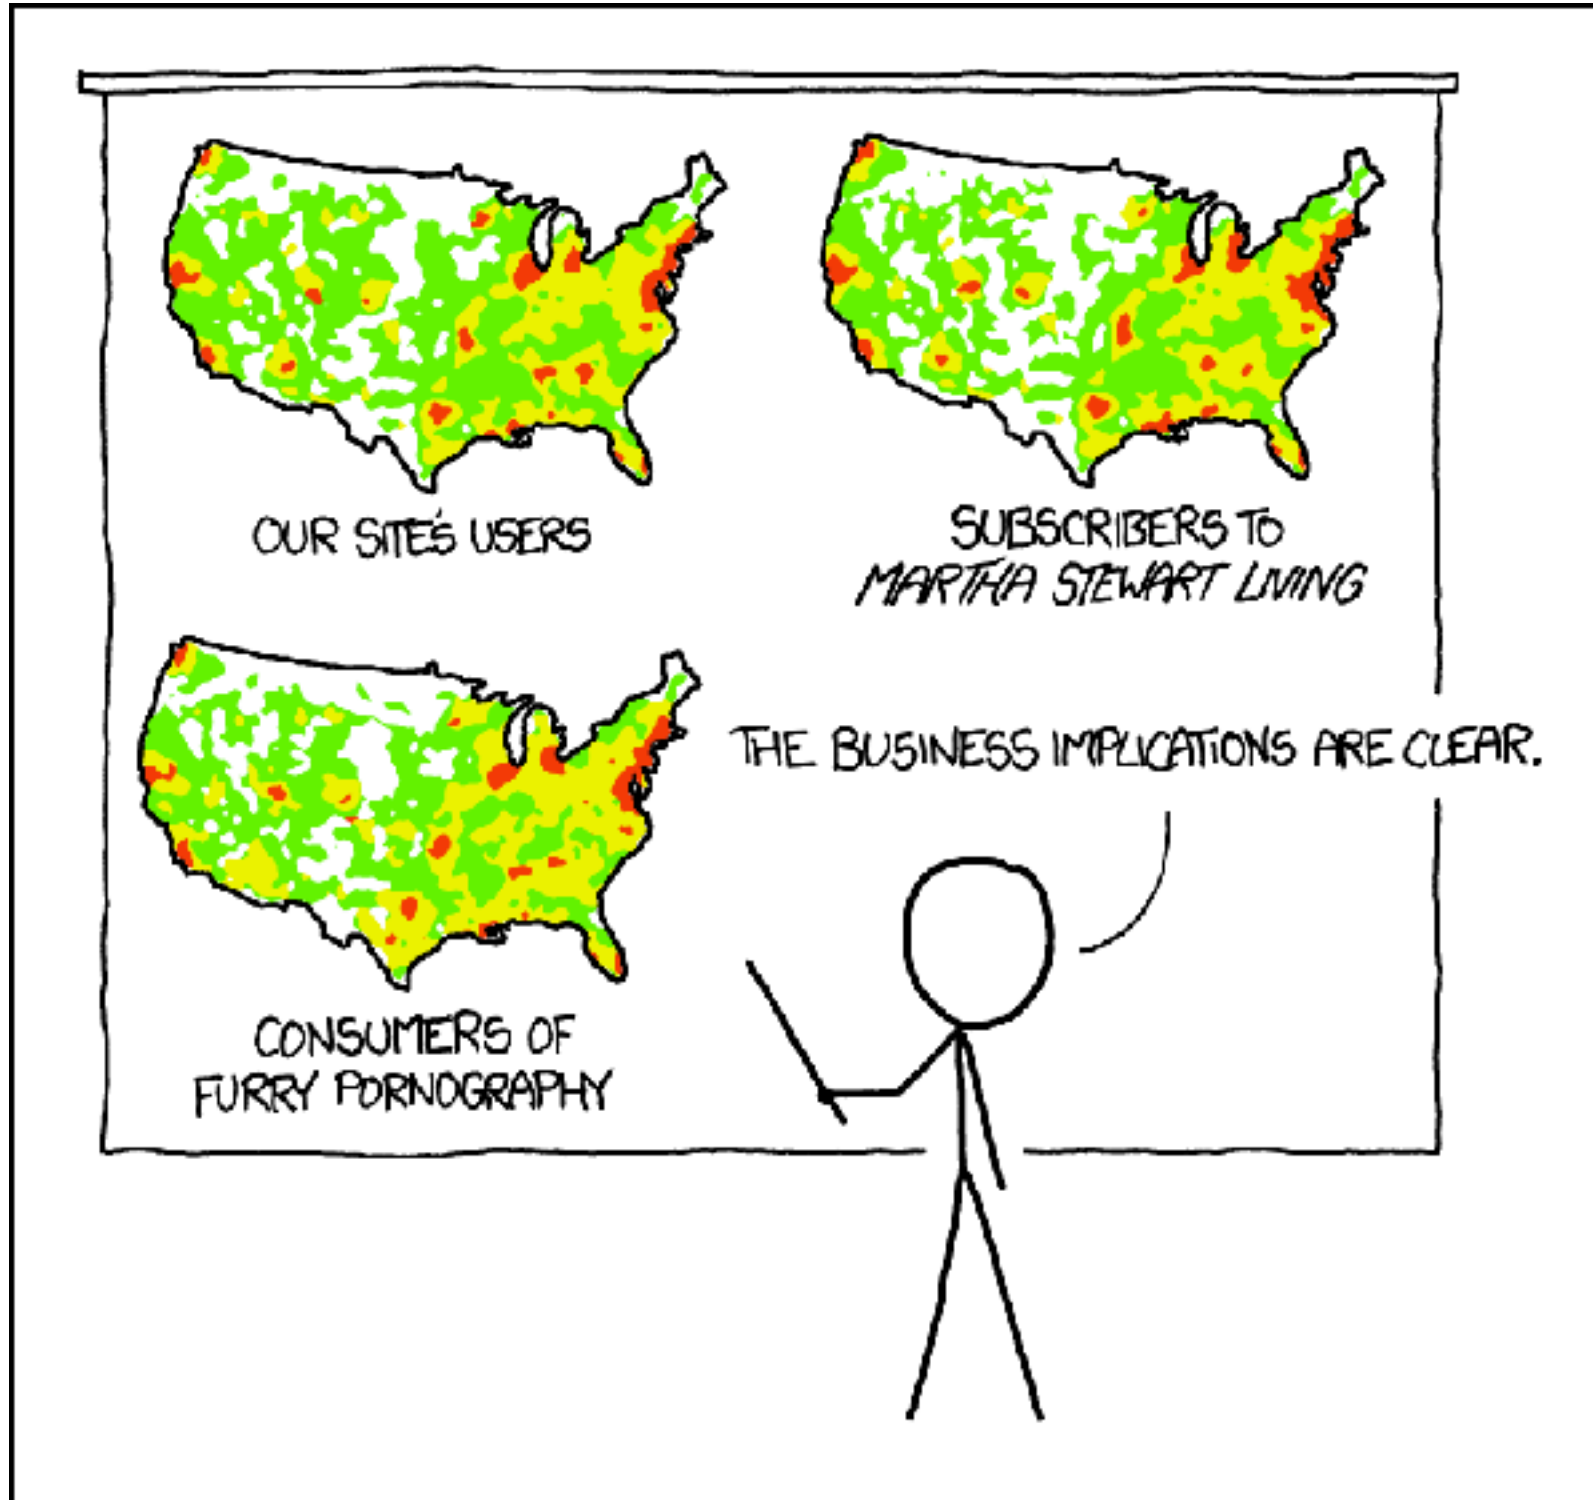 OUR SITE'S USERS
SUBSCRIBERS TO
MARTHA STEWART LIVING
CONSUMERS OF
FURRY PORNOGRAPHY
THE BUSINESS IMPLICATIONS ARE CLEAR.